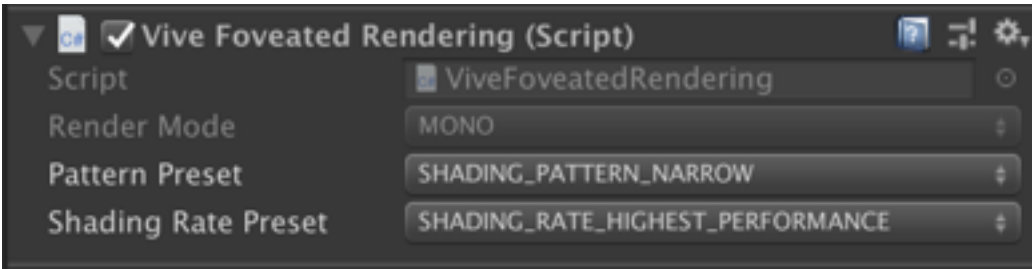 Vive Foveated Rendering (Script)
Script ViveFoveatedRendering
Render Mode MONO
Pattern Preset SHADING_PATTERN_NARROW
Shading Rate Preset SHADING_RATE_HIGHEST_PERFORMANCE